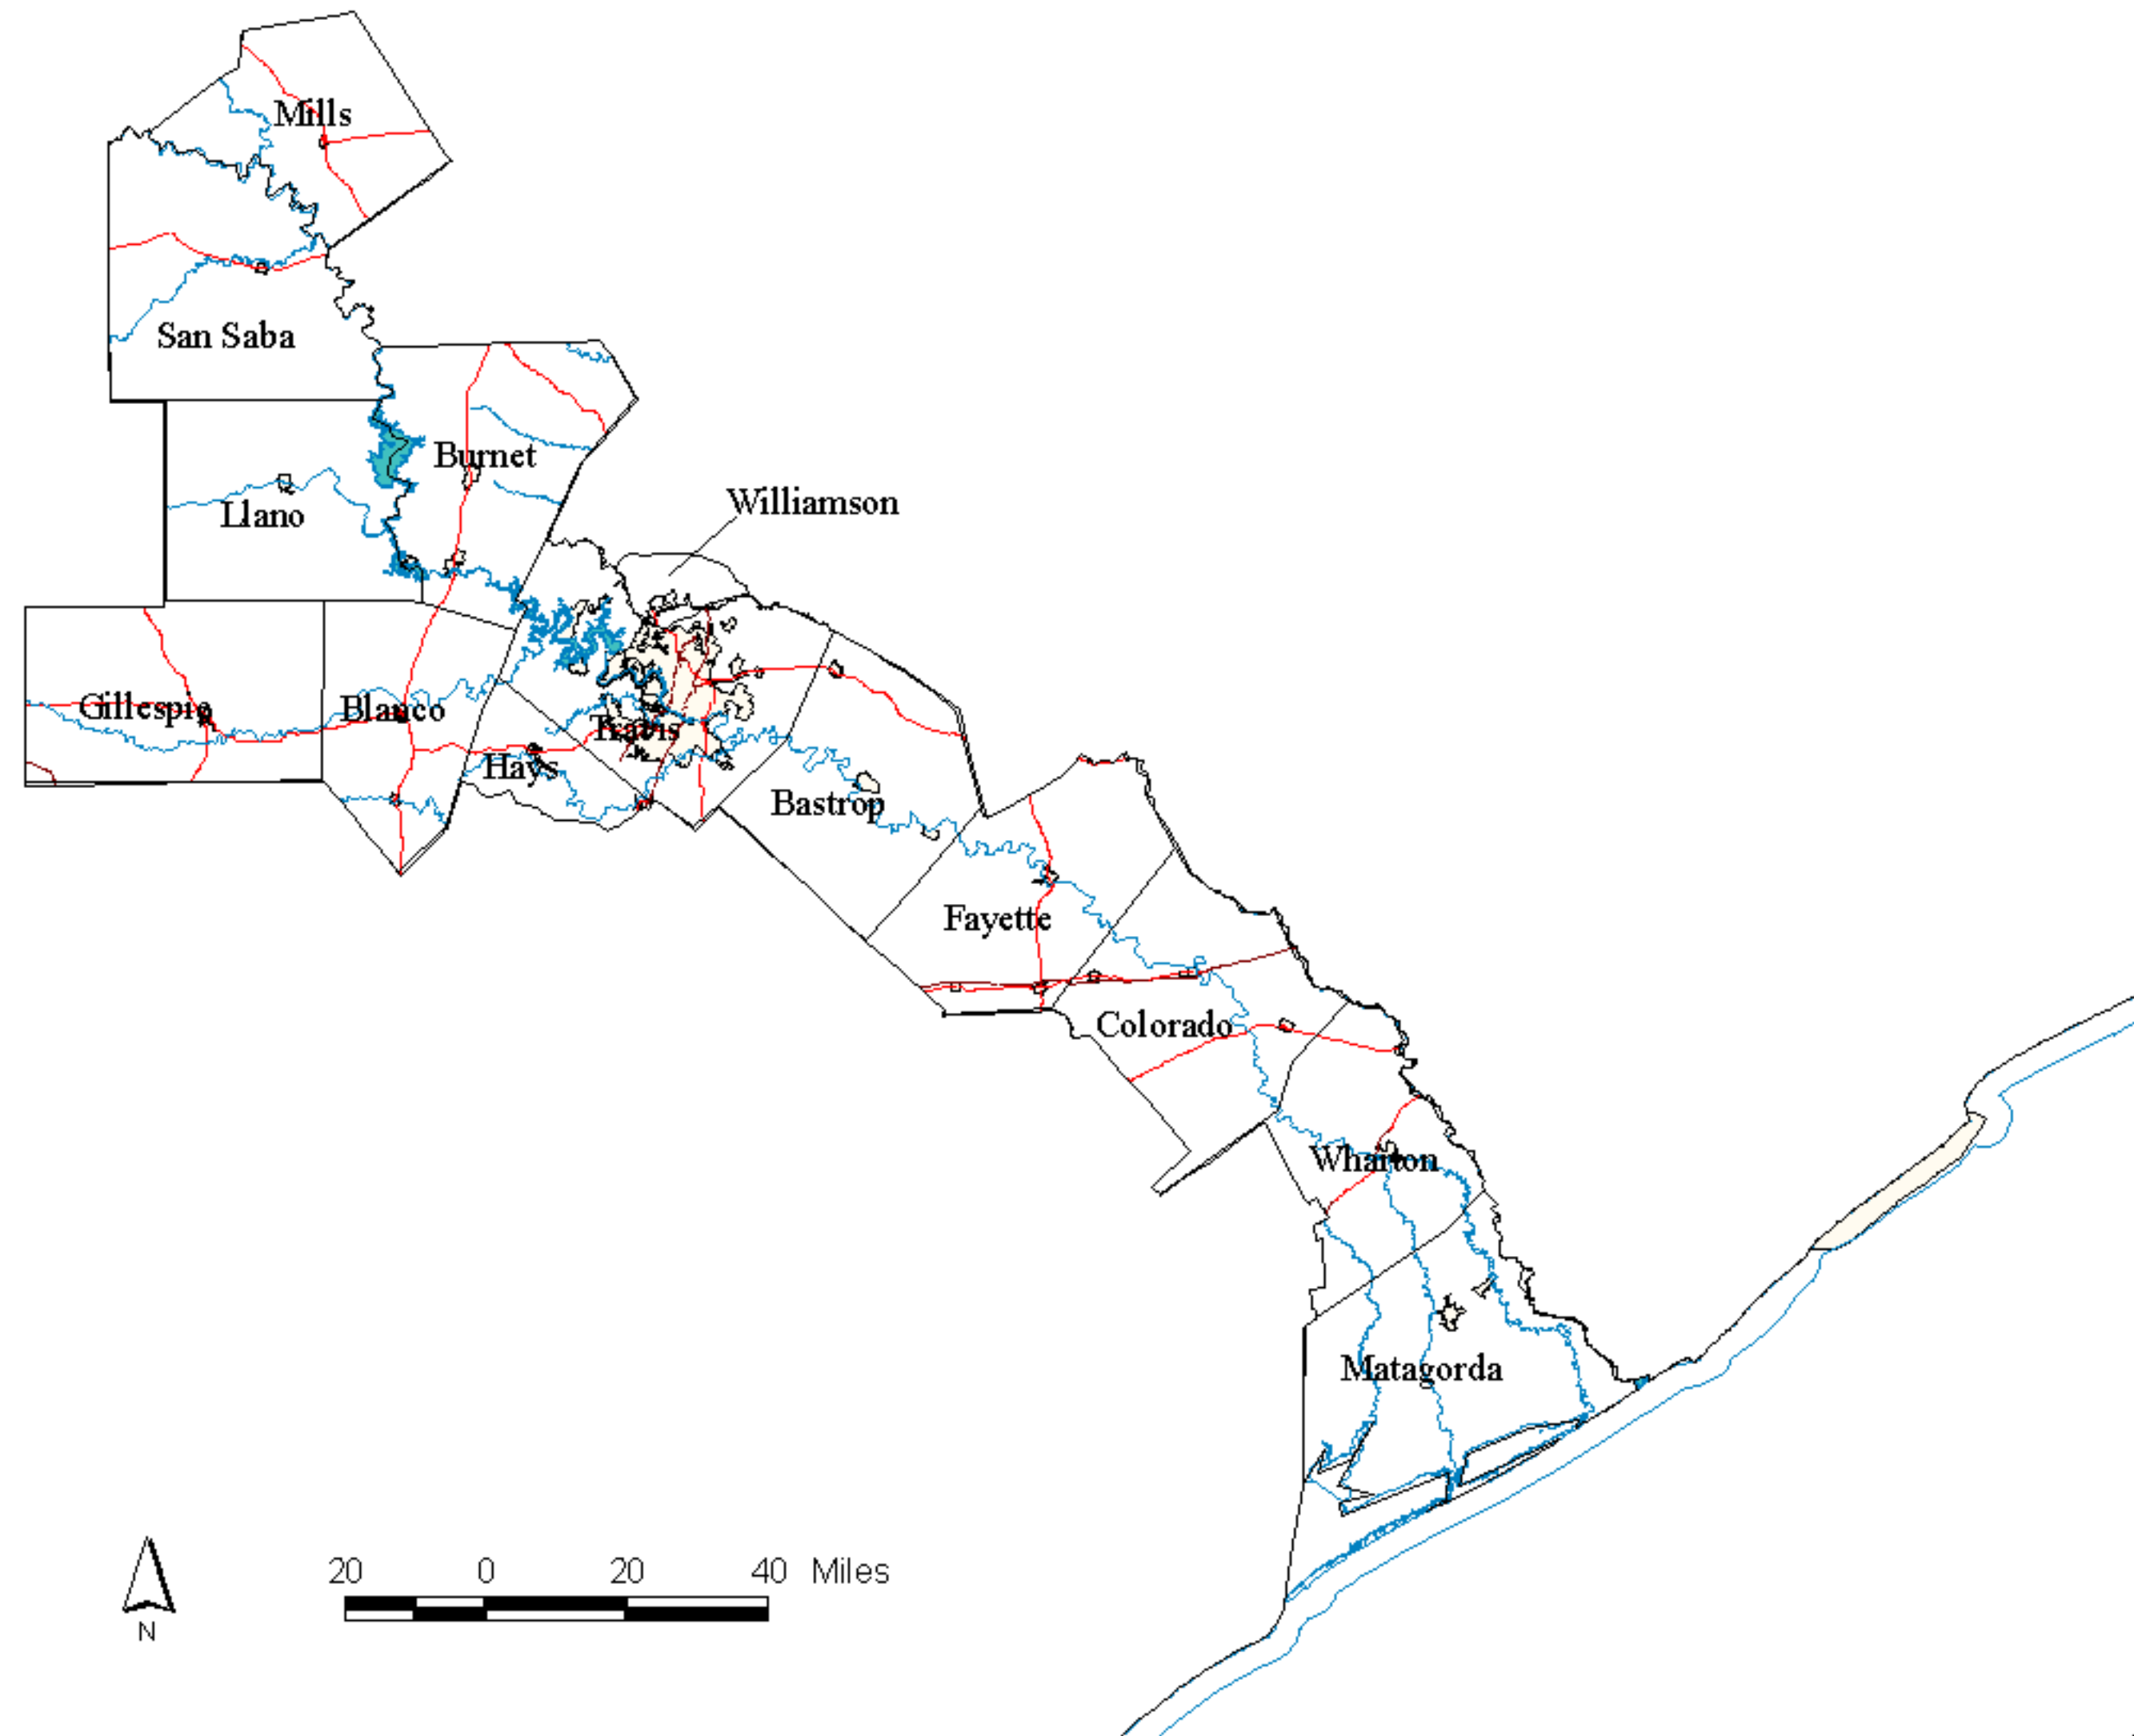 Mills
San Saba
Burnet
Williamson
Llano
Gillespie
Blanco
Travis
Hays
Bastrop
Fayette
Colorado
Wharton
Matagorda
20 0 20 40 Miles
N